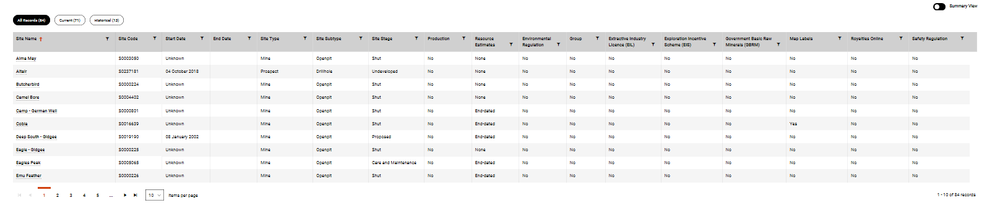 Summary View
All Records (84) Current (71) Historical (13)
Site Name ↑ Site Code Start Date End Date Site Type Site Subtype Site Stage Production Resource Estimates Environmental Regulation Group Extractive Industry Licence (EIL) Exploration Incentive Scheme (EIS) Government Basic Raw Minerals (GBRM) Map Labels Royalties Online Safety Regulation
Alma May S0003050 Unknown Mine Openpit Shut No None No No No No No No No No
Altair S0237181 04 October 2018 Prospect Drillhole Undeveloped No None No No No No No No No No
Butcherbird S0000224 Unknown Mine Openpit Shut No None No No No No No No No No
Camel Bore S0004402 Unknown Mine Openpit Shut No None No No No No No No No No
Camp - German Well S0000801 Unknown Mine Openpit Shut No End-dated No No No No No No No No
Cobia S0016639 Unknown Mine Openpit Shut No End-dated No No No No No Yes No No
Deep South - Gidgee S0019190 08 January 2002 Mine Openpit Proposed No End-dated No No No No No No No No
Eagle - Gidgee S0000225 Unknown Mine Openpit Shut No None No No No No No No No No
Eagles Peak S0005065 Unknown Mine Openpit Care and Maintenance No End-dated No No No No No No No No
Emu Feather S0000226 Unknown Mine Openpit Shut No End-dated No No No No No No No No
1 2 3 4 5 ... 10 items per page 1 - 10 of 84 records